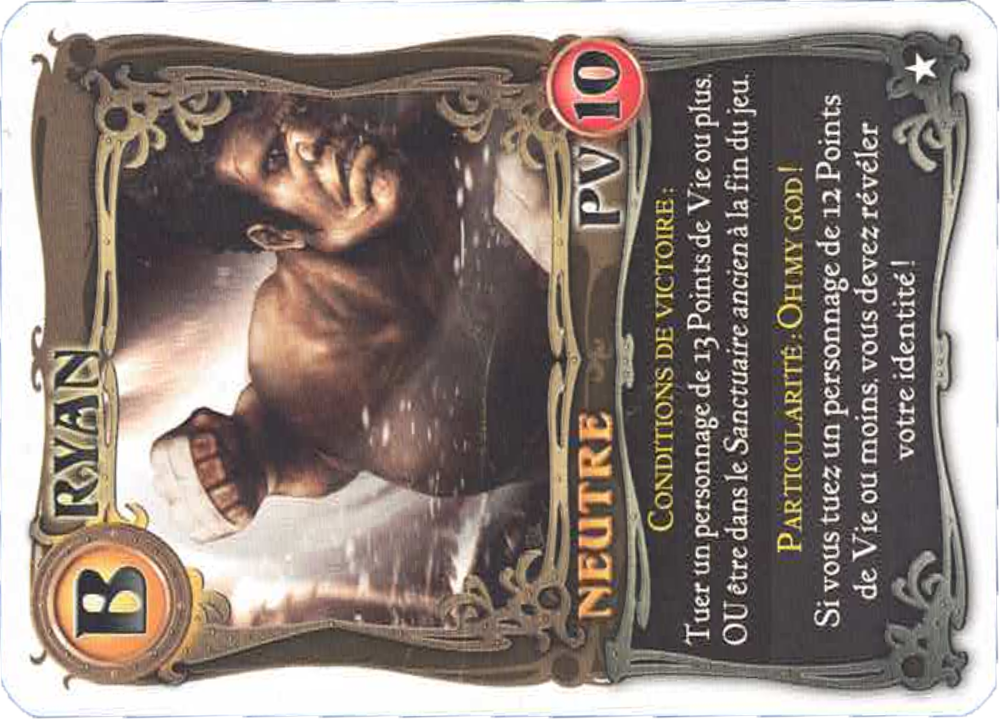 B
RYAN
NEUTRE
PV 10
CONDITIONS DE VICTOIRE :
Tuer un personnage de 13 Points de Vie ou plus.
OU être dans le Sanctuaire ancien à la fin du jeu.
PARTICULARITÉ : OH MY GOD !
Si vous tuez un personnage de 12 Points
de Vie ou moins, vous devez révéler
votre identité !